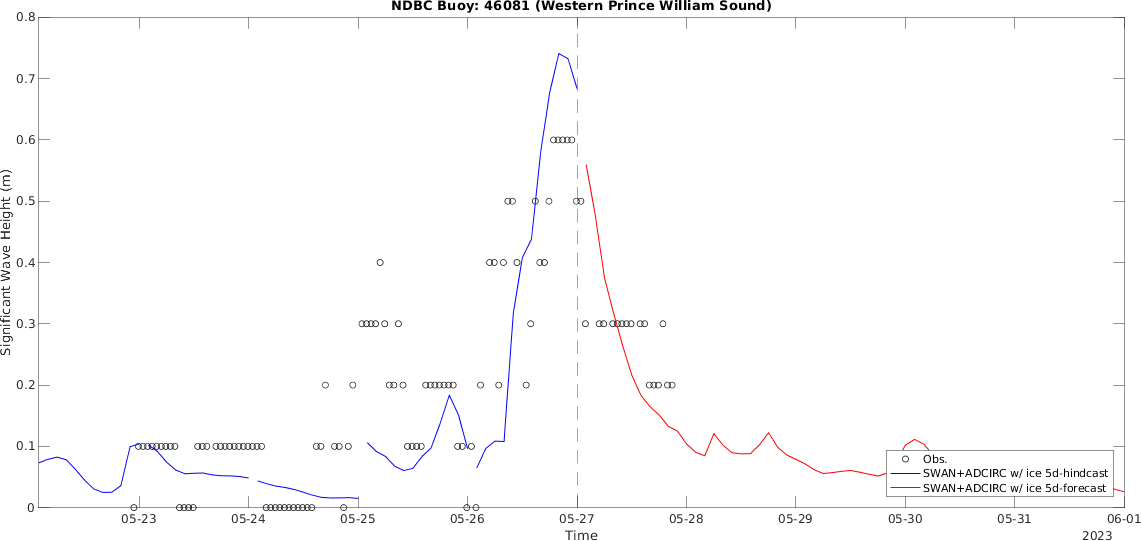 NDBC Buoy: 46081 (Western Prince William Sound)
0.8
0.7
0.6
0.5
0.4
0.3
0.2
0.1
0
Significant Wave Height (m)
Obs.
SWAN+ADCIRC w/ ice 5d-hindcast
SWAN+ADCIRC w/ ice 5d-forecast
05-23 05-24 05-25 05-26 05-27 05-28 05-29 05-30 05-31 06-01
Time 2023